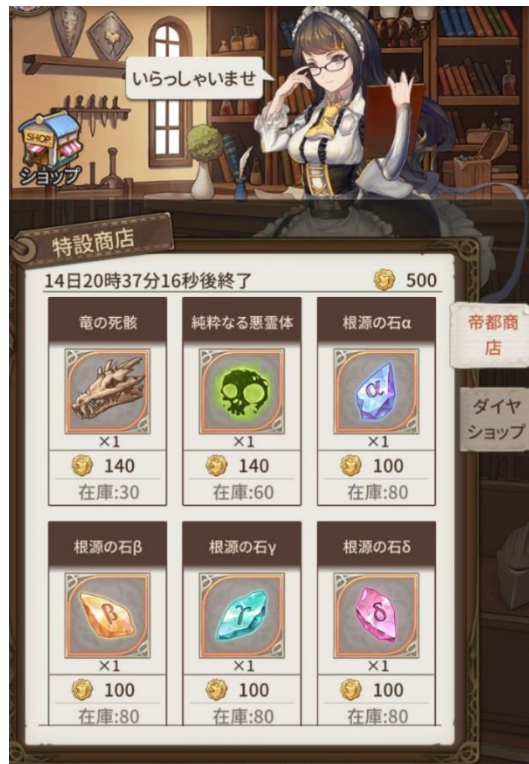 いらっしゃいませ
SHOP
ショップ
特設商店
14日20時37分16秒後終了
500
帝都商
店
ダイヤ
ショップ
竜の死骸
純粋なる悪霊体
根源の石α
α
×1
×1
×1
140
140
100
在庫:30
在庫:60
在庫:80
根源の石β
根源の石γ
根源の石δ
β
γ
δ
×1
×1
×1
100
100
100
在庫:80
在庫:80
在庫:80